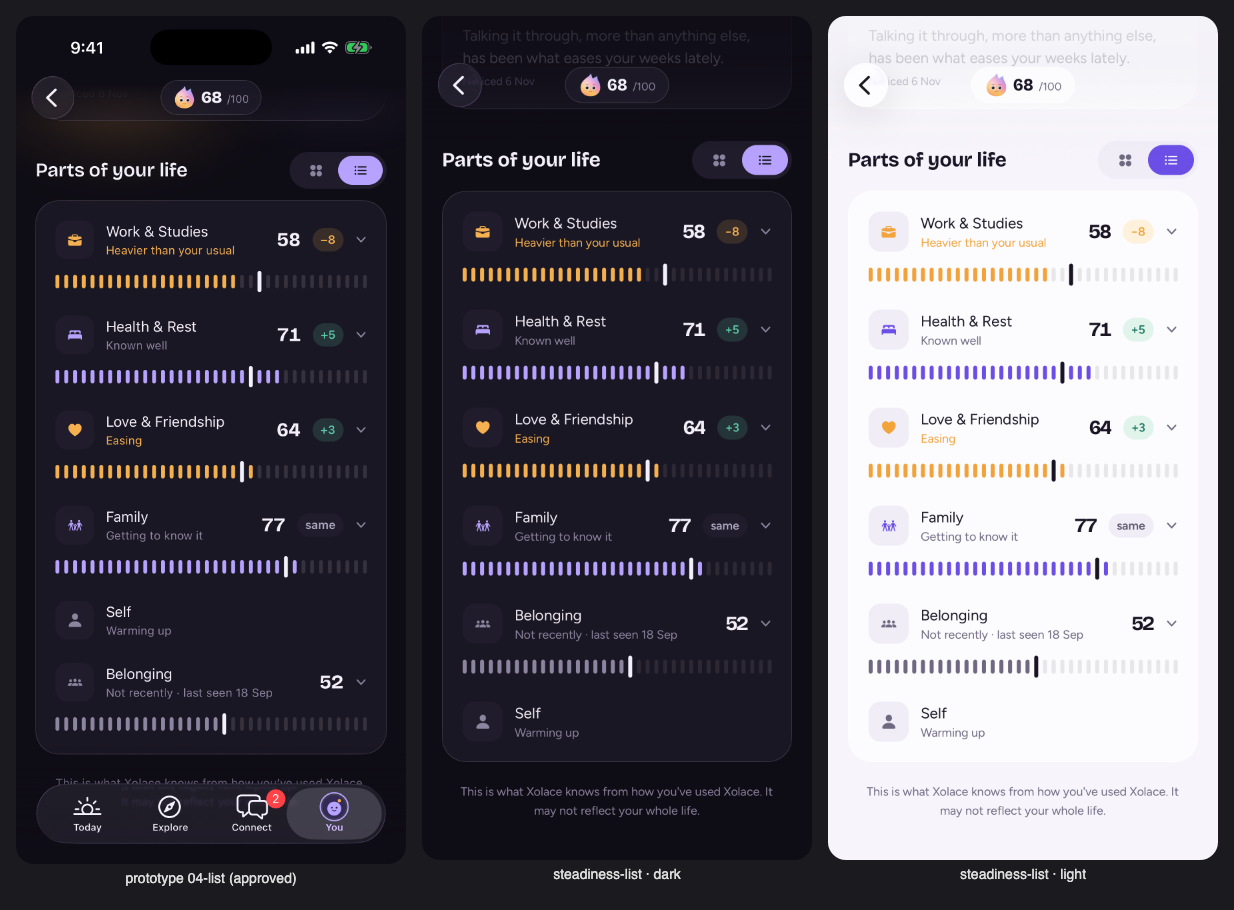 9:41
68 /100
Parts of your life
Work & Studies
Heavier than your usual
58
−8
Health & Rest
Known well
71
+5
Love & Friendship
Easing
64
+3
Family
Getting to know it
77
same
Self
Warming up
Belonging
Not recently · last seen 18 Sep
52
This is what Xolace knows from how you've used Xolace.
Today
Explore
2
Connect
You
prototype 04-list (approved)
Talking it through, more than anything else,
has been what eases your weeks lately.
6 Nov
68 /100
Parts of your life
Work & Studies
Heavier than your usual
58
−8
Health & Rest
Known well
71
+5
Love & Friendship
Easing
64
+3
Family
Getting to know it
77
same
Belonging
Not recently · last seen 18 Sep
52
Self
Warming up
This is what Xolace knows from how you've used Xolace. It
may not reflect your whole life.
steadiness-list · dark
Talking it through, more than anything else,
has been what eases your weeks lately.
6 Nov
68 /100
Parts of your life
Work & Studies
Heavier than your usual
58
−8
Health & Rest
Known well
71
+5
Love & Friendship
Easing
64
+3
Family
Getting to know it
77
same
Belonging
Not recently · last seen 18 Sep
52
Self
Warming up
This is what Xolace knows from how you've used Xolace. It
may not reflect your whole life.
steadiness-list · light